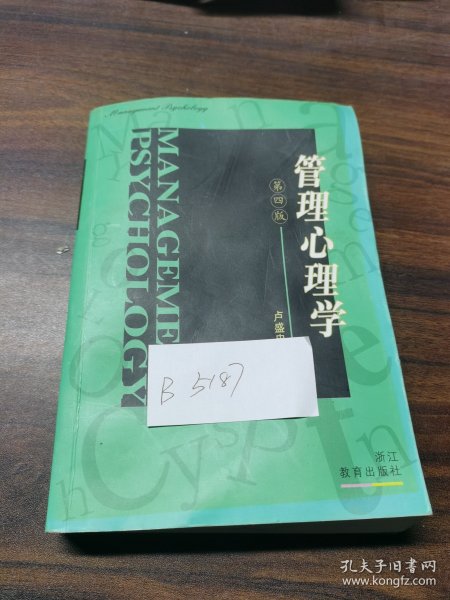 Management Psychology
MANAGEME
PSYCHOLOGY
管理心理学
第四版
卢盛
B 5187
浙江
教育出版社
孔夫子旧书网
www.kongfz.com